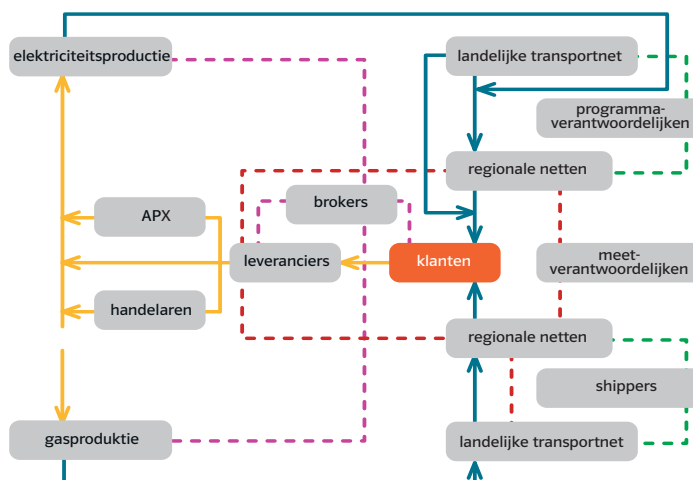 elektriciteitsproductie
landelijke transportnet
programma-
verantwoordelijken
regionale netten
brokers
APX
leveranciers
klanten
meet-
verantwoordelijken
handelaren
regionale netten
shippers
gasproduktie
landelijke transportnet